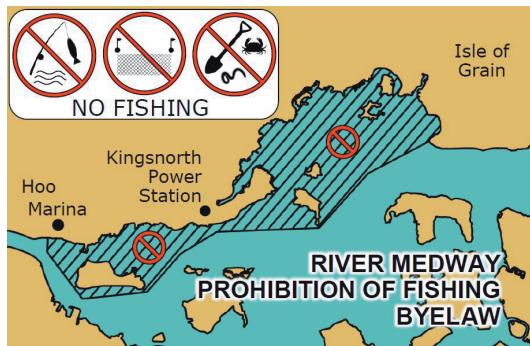 NO FISHING
Isle of
Grain
Kingsnorth
Power
Station
Hoo
Marina
RIVER MEDWAY
PROHIBITION OF FISHING
BYELAW